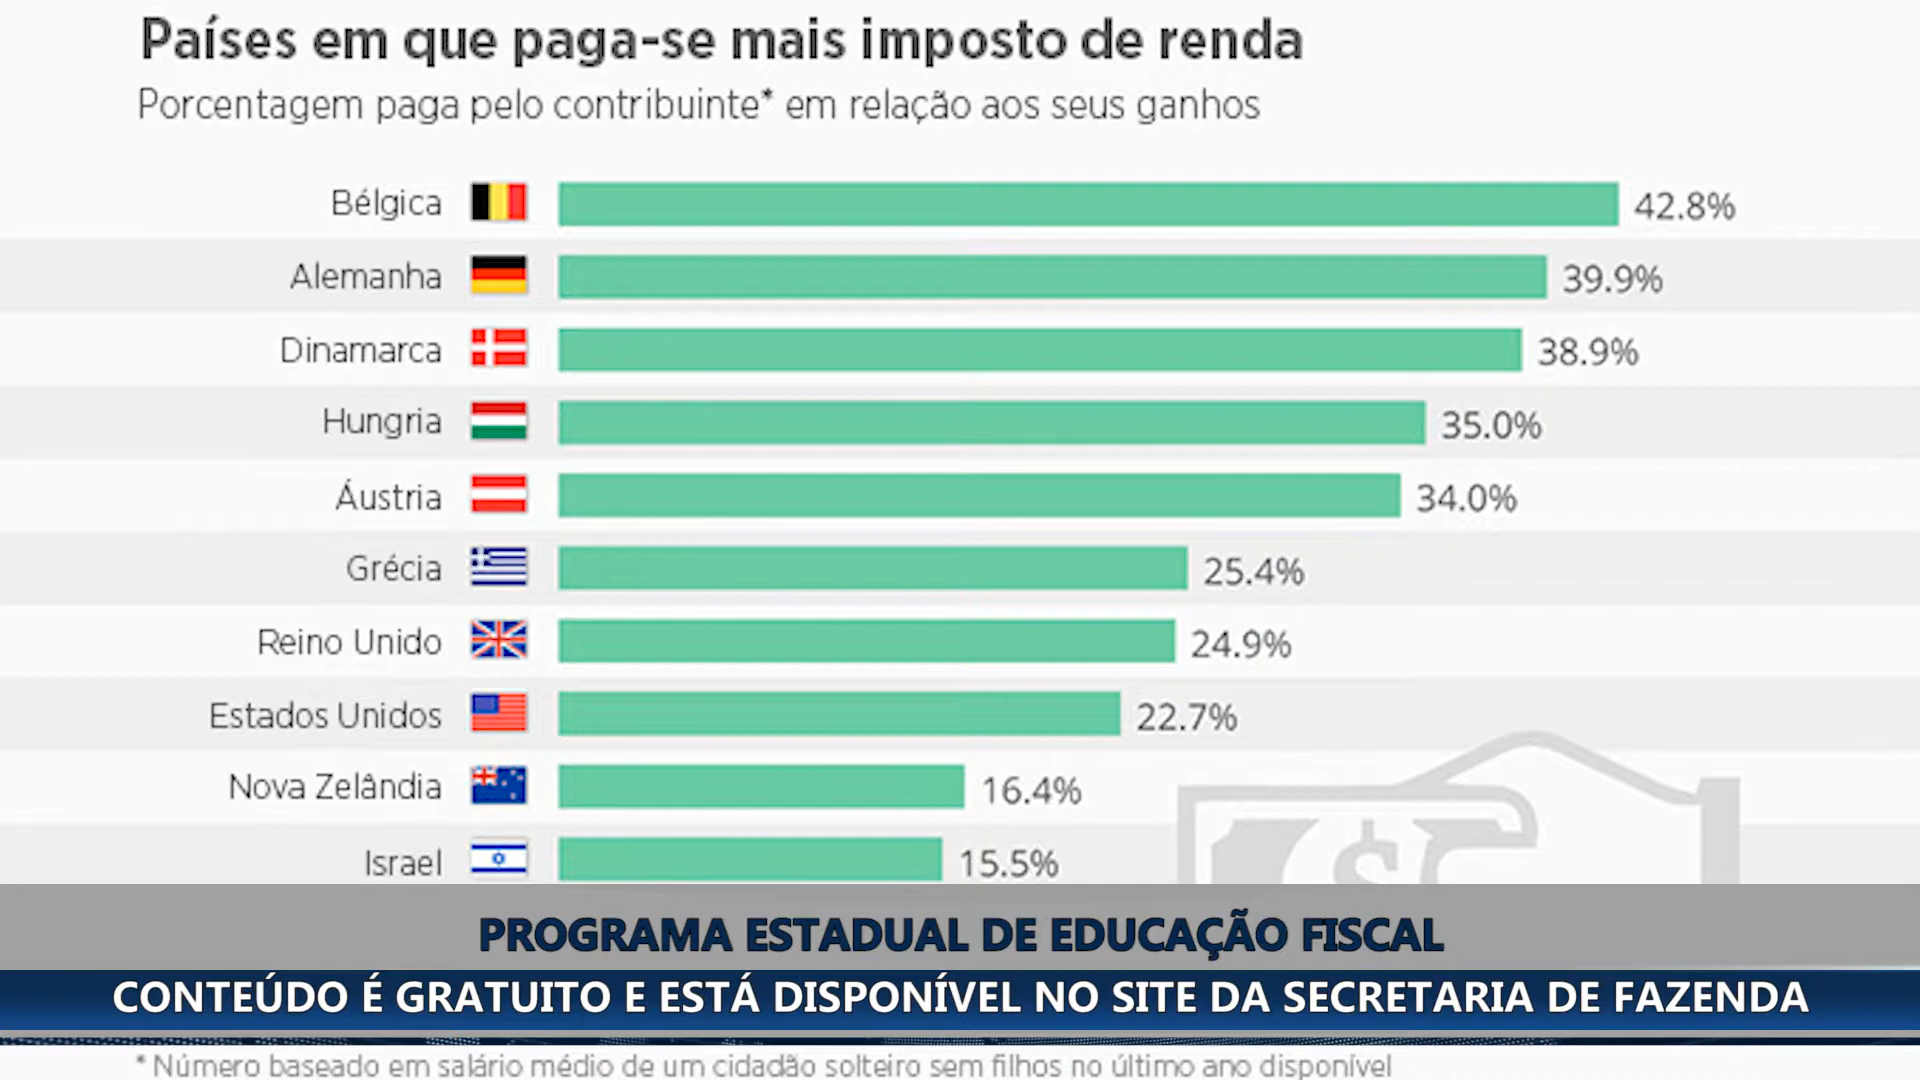 Países em que paga-se mais imposto de renda
Porcentagem paga pelo contribuinte* em relação aos seus ganhos
Bélgica 42.8%
Alemanha 39.9%
Dinamarca 38.9%
Hungria 35.0%
Áustria 34.0%
Grécia 25.4%
Reino Unido 24.9%
Estados Unidos 22.7%
Nova Zelândia 16.4%
Israel 15.5%
$
PROGRAMA ESTADUAL DE EDUCAÇÃO FISCAL
CONTEÚDO É GRATUITO E ESTÁ DISPONÍVEL NO SITE DA SECRETARIA DE FAZENDA
* Número baseado em salário médio de um cidadão solteiro sem filhos no último ano disponível